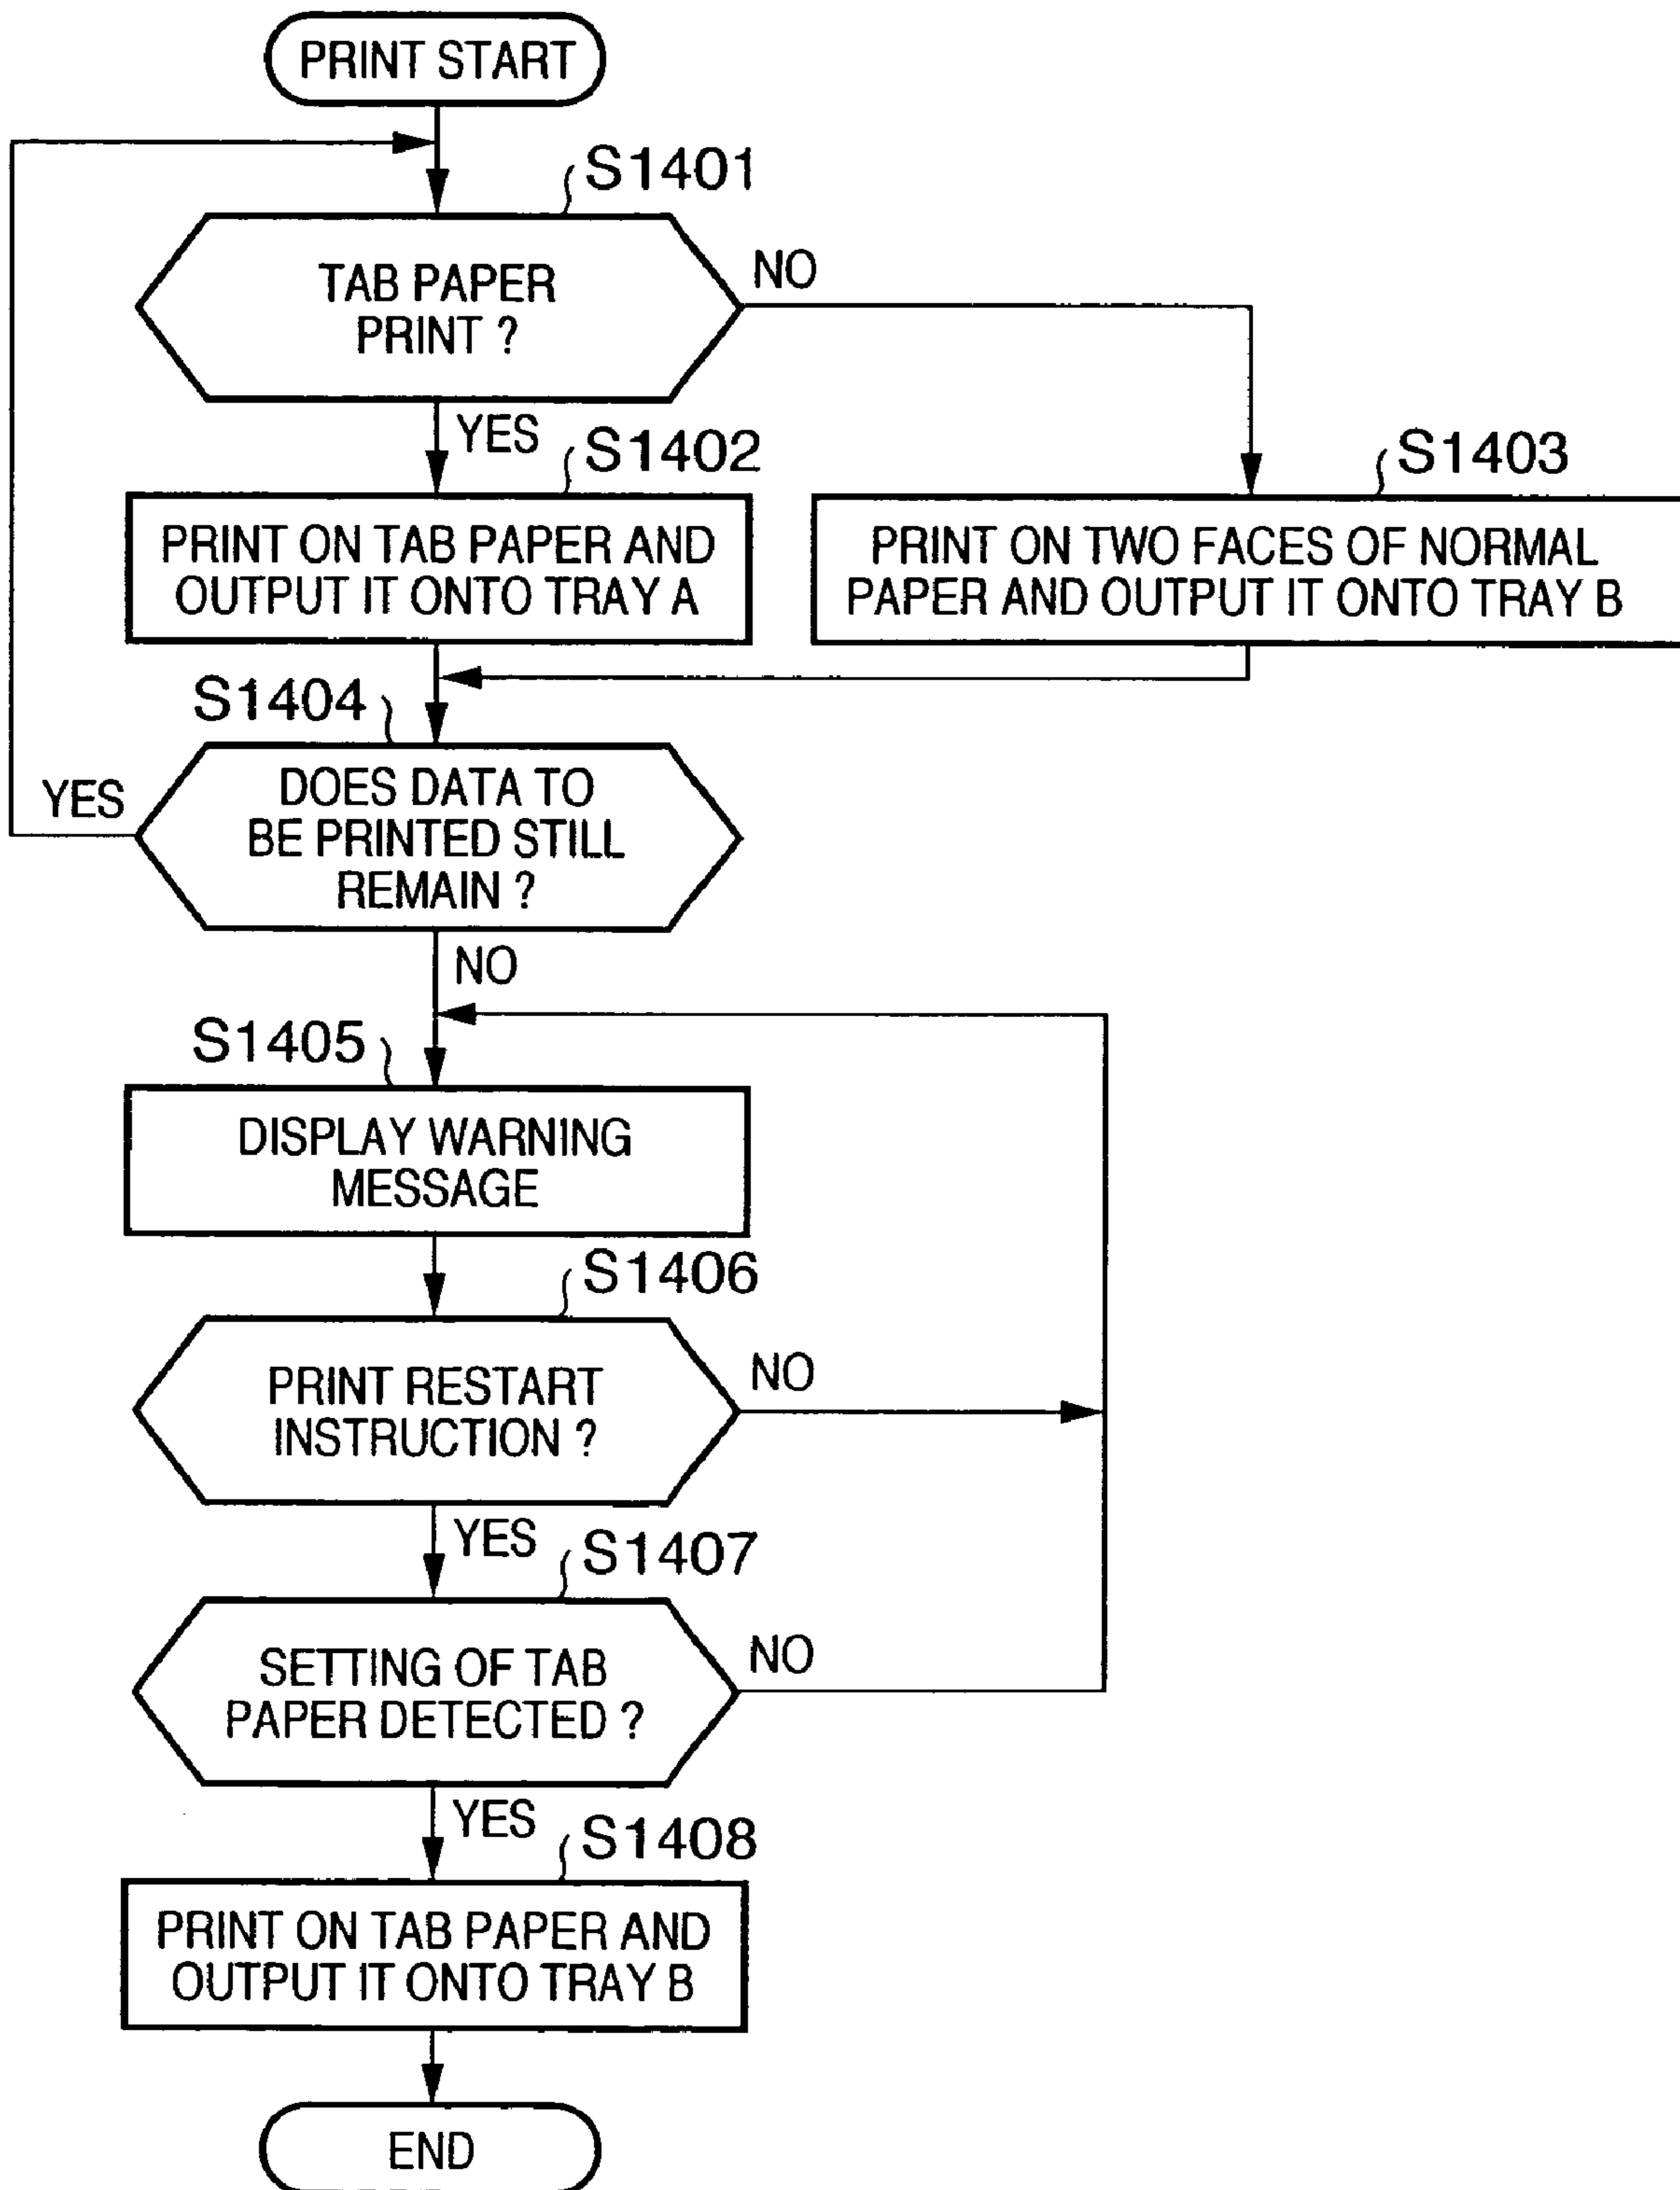 PRINT START
S1401
TAB PAPER
PRINT ?
NO
YES
S1402
S1403
PRINT ON TAB PAPER AND
OUTPUT IT ONTO TRAY A
PRINT ON TWO FACES OF NORMAL
PAPER AND OUTPUT IT ONTO TRAY B
S1404
YES
DOES DATA TO
BE PRINTED STILL
REMAIN ?
NO
S1405
DISPLAY WARNING
MESSAGE
S1406
PRINT RESTART
INSTRUCTION ?
NO
YES
S1407
SETTING OF TAB
PAPER DETECTED ?
NO
YES
S1408
PRINT ON TAB PAPER AND
OUTPUT IT ONTO TRAY B
END